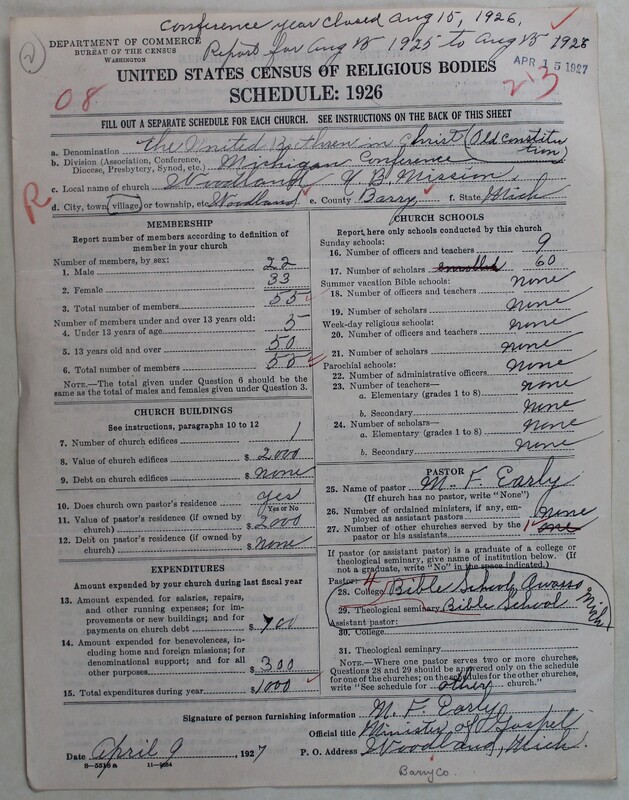 Conference year closed Aug 15, 1926.
2
DEPARTMENT OF COMMERCE
BUREAU OF THE CENSUS
WASHINGTON
Report for Aug 15 1925 to Aug 15 1926
APR 15 1927
UNITED STATES CENSUS OF RELIGIOUS BODIES
08
SCHEDULE: 1926
213
FILL OUT A SEPARATE SCHEDULE FOR EACH CHURCH. SEE INSTRUCTIONS ON THE BACK OF THIS SHEET
a. Denomination The United Brethren in Christ (Old Constitution)
b. Division (Association, Conference, Diocese, Presbytery, Synod, etc.) Michigan Conference
c. Local name of church Woodland U B Mission.
R
d. City, town, village, or township, etc. Woodland e. County Barry f. State Mich
MEMBERSHIP
Report number of members according to definition of
member in your church
Number of members, by sex:
1. Male 22
2. Female 33
3. Total number of members 55
Number of members under and over 13 years old:
4. Under 13 years of age 5
5. 13 years old and over 50
6. Total number of members 55
NOTE.—The total given under Question 6 should be the
same as the total of males and females given under Question 3.
CHURCH BUILDINGS
See instructions, paragraphs 10 to 12
7. Number of church edifices 1
8. Value of church edifices $ 2000
9. Debt on church edifices $ None
10. Does church own pastor's residence yes
Yes or No
11. Value of pastor's residence (if owned by
church) $ 2000
12. Debt on pastor's residence (if owned by
church) $ None
EXPENDITURES
Amount expended by your church during last fiscal year
13. Amount expended for salaries, repairs,
and other running expenses; for im-
provements or new buildings; and for
payments on church debt $ 700
14. Amount expended for benevolences, in-
cluding home and foreign missions; for
denominational support; and for all
other purposes $ 300
15. Total expenditures during year $ 1000
CHURCH SCHOOLS
Report here only schools conducted by this church
Sunday schools:
16. Number of officers and teachers 9
17. Number of scholars enrolled 60
Summer vacation Bible schools:
18. Number of officers and teachers None
19. Number of scholars None
Week-day religious schools:
20. Number of officers and teachers None
21. Number of scholars None
Parochial schools:
22. Number of administrative officers None
23. Number of teachers—
a. Elementary (grades 1 to 8) None
b. Secondary None
24. Number of scholars—
a. Elementary (grades 1 to 8) None
b. Secondary None
PASTOR
25. Name of pastor M. F. Early
(If church has no pastor, write "None")
26. Number of ordained ministers, if any, em-
ployed as assistant pastors None
27. Number of other churches served by the
pastor or his assistants 1 one
If pastor (or assistant pastor) is a graduate of a college or
theological seminary, give name of institution below. (If
not a graduate, write "No" in the space indicated.)
Pastor: 4
28. College Bible School Owosso
29. Theological seminary Bible School Mich
Assistant pastor:
30. College
31. Theological seminary
NOTE.—Where one pastor serves two or more churches,
Questions 28 and 29 should be answered only on the schedule
for one of the churches; on the schedules for the other churches,
write "See schedule for other church."
Signature of person furnishing information M. F. Early
Official title Minister of Gospel
Date April 9, 1927 P. O. Address Woodland, Mich.
Barry Co.